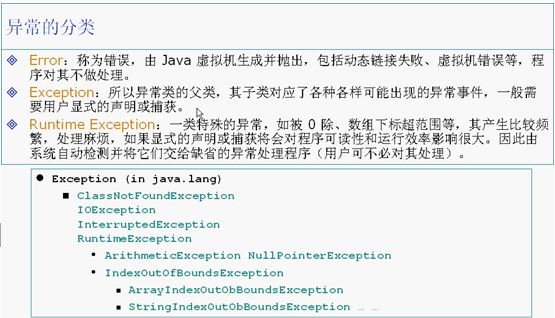 异常的分类
Error：称为错误，由 Java 虚拟机生成并抛出，包括动态链接失败、虚拟机错误等，程
序对其不做处理。
Exception：所以异常类的父类，其子类对应了各种各样可能出现的异常事件，一般需
要用户显式的声明或捕获。
Runtime Exception：一类特殊的异常，如被 0 除、数组下标超范围等，其产生比较频
繁，处理麻烦，如果显式的声明或捕获将会对程序可读性和运行效率影响很大。因此由
系统自动检测并将它们交给缺省的异常处理程序（用户可不必对其处理）。
Exception (in java.lang)
ClassNotFoundException
IOException
InterruptedException
RuntimeException
ArithmeticException NullPointerException
IndexOutOfBoundsException
ArrayIndexOutObBoundsException
StringIndexOutObBoundsException … …